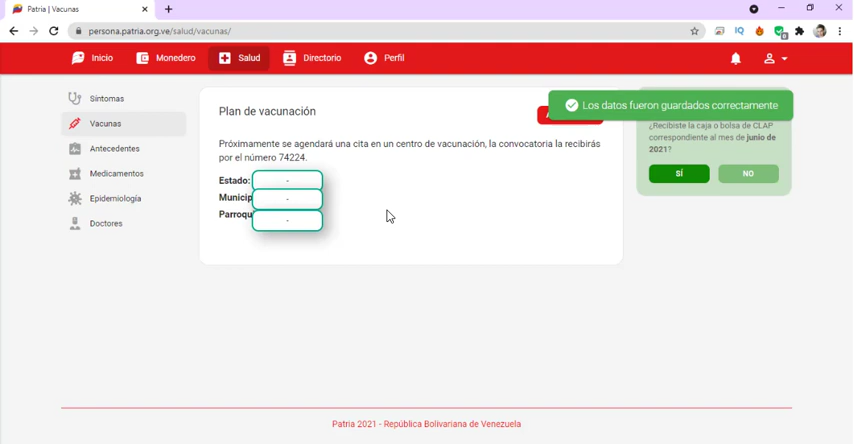 Patria | Vacunas
persona.patria.org.ve/salud/vacunas/
Inicio
Monedero
Salud
Directorio
Perfil
Síntomas
Vacunas
Antecedentes
Medicamentos
Epidemiología
Doctores
Plan de vacunación
Los datos fueron guardados correctamente
Próximamente se agendará una cita en un centro de vacunación, la convocatoria la recibirás
por el número 74224.
Estado: -
Municip -
Parroqu -
¿Recibiste la caja o bolsa de CLAP
correspondiente al mes de junio de
2021?
SÍ
NO
Patria 2021 - República Bolivariana de Venezuela